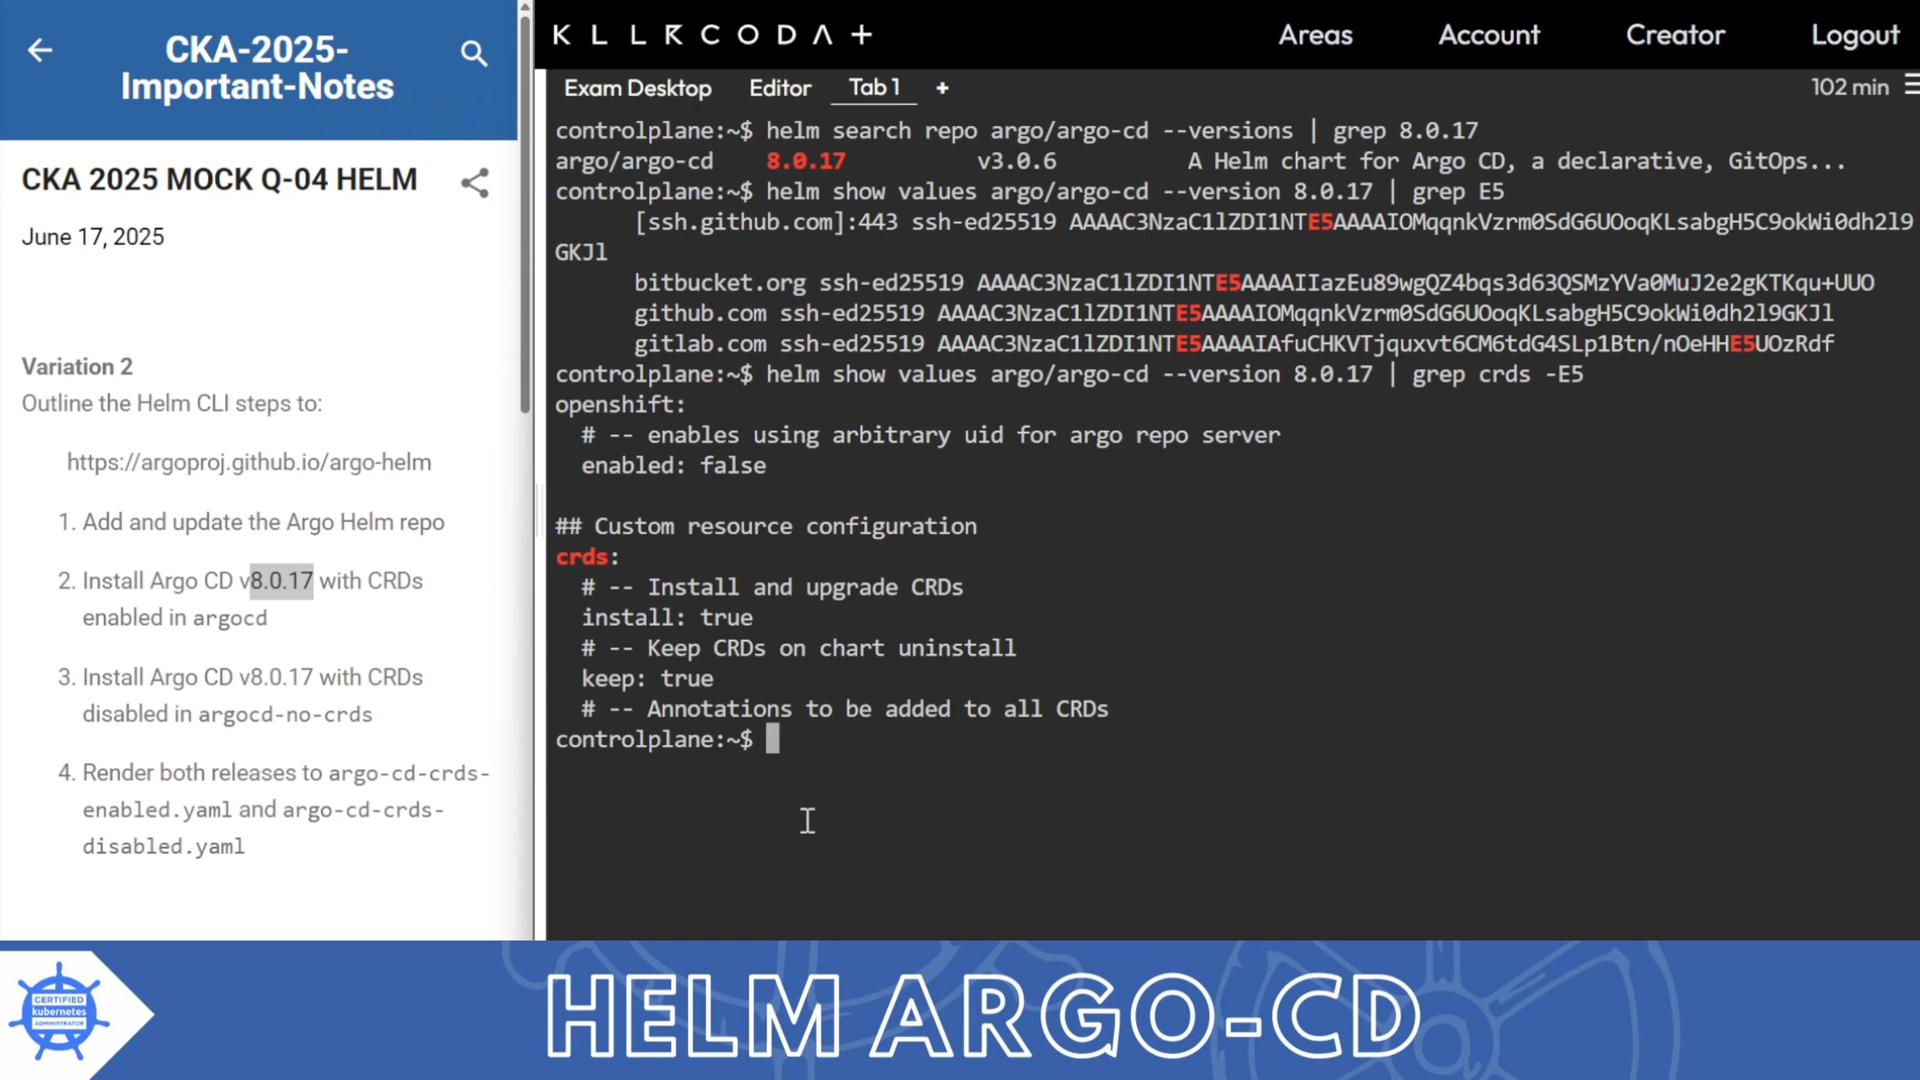 CKA-2025-
Important-Notes
CKA 2025 MOCK Q-04 HELM
June 17, 2025
Variation 2
Outline the Helm CLI steps to:
https://argoproj.github.io/argo-helm
1. Add and update the Argo Helm repo
2. Install Argo CD v8.0.17 with CRDs
enabled in argocd
3. Install Argo CD v8.0.17 with CRDs
disabled in argocd-no-crds
4. Render both releases to argo-cd-crds-
enabled.yaml and argo-cd-crds-
disabled.yaml
KLLRCODA+
Areas
Account
Creator
Logout
Exam Desktop
Editor
Tab 1
+
102 min
controlplane:~$ helm search repo argo/argo-cd --versions | grep 8.0.17
argo/argo-cd    8.0.17          v3.0.6          A Helm chart for Argo CD, a declarative, GitOps...
controlplane:~$ helm show values argo/argo-cd --version 8.0.17 | grep E5
[ssh.github.com]:443 ssh-ed25519 AAAAC3NzaC1lZDI1NTE5AAAAIOMqqnkVzrm0SdG6UOoqKLsabgH5C9okWi0dh2l9
GKJl
bitbucket.org ssh-ed25519 AAAAC3NzaC1lZDI1NTE5AAAAIIazEu89wgQZ4bqs3d63QSMzYVa0MuJ2e2gKTKqu+UUO
github.com ssh-ed25519 AAAAC3NzaC1lZDI1NTE5AAAAIOMqqnkVzrm0SdG6UOoqKLsabgH5C9okWi0dh2l9GKJl
gitlab.com ssh-ed25519 AAAAC3NzaC1lZDI1NTE5AAAAIAfuCHKVTjquxvt6CM6tdG4SLp1Btn/nOeHHE5UOzRdf
controlplane:~$ helm show values argo/argo-cd --version 8.0.17 | grep crds -E5
openshift:
# -- enables using arbitrary uid for argo repo server
enabled: false
## Custom resource configuration
crds:
# -- Install and upgrade CRDs
install: true
# -- Keep CRDs on chart uninstall
keep: true
# -- Annotations to be added to all CRDs
controlplane:~$
CERTIFIED
kubernetes
ADMINISTRATOR
HELM ARGO-CD